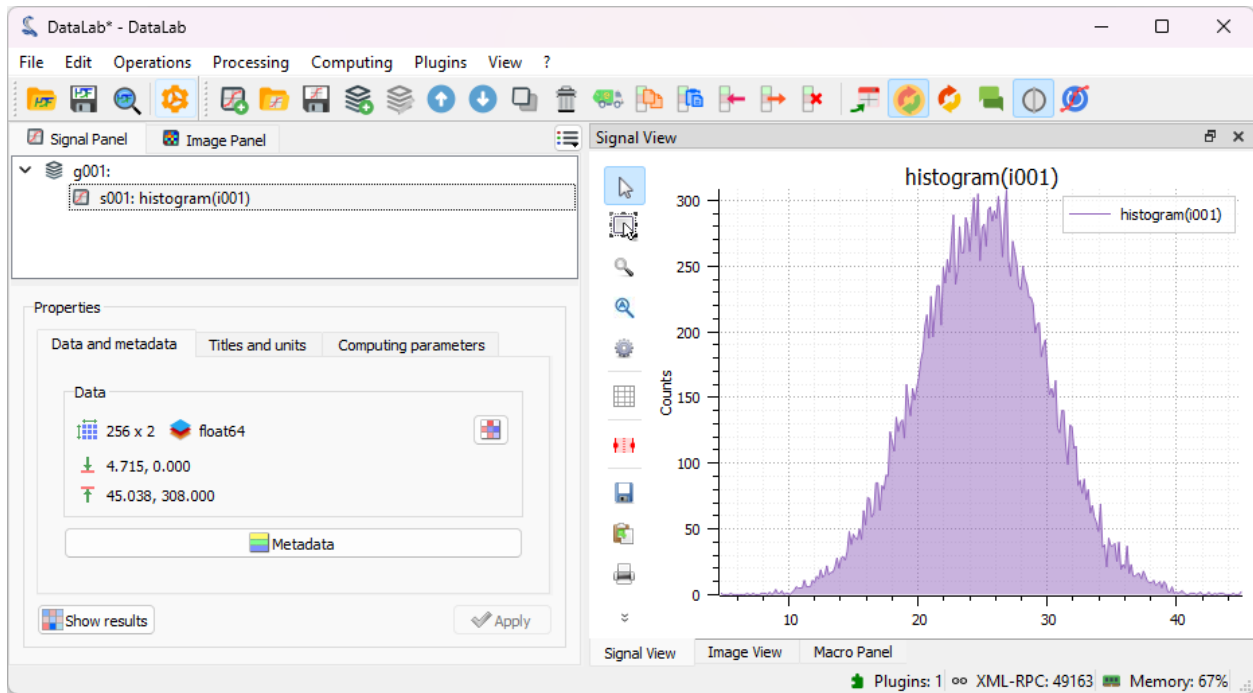 DataLab* - DataLab
File Edit Operations Processing Computing Plugins View ?
Signal Panel Image Panel
g001:
s001: histogram(i001)
Properties
Data and metadata Titles and units Computing parameters
Data
256 x 2 float64
4.715, 0.000
45.038, 308.000
Metadata
Show results Apply
Signal View
histogram(i001)
histogram(i001)
Counts
300
250
200
150
100
50
0
10 20 30 40
Signal View Image View Macro Panel
Plugins: 1 XML-RPC: 49163 Memory: 67%